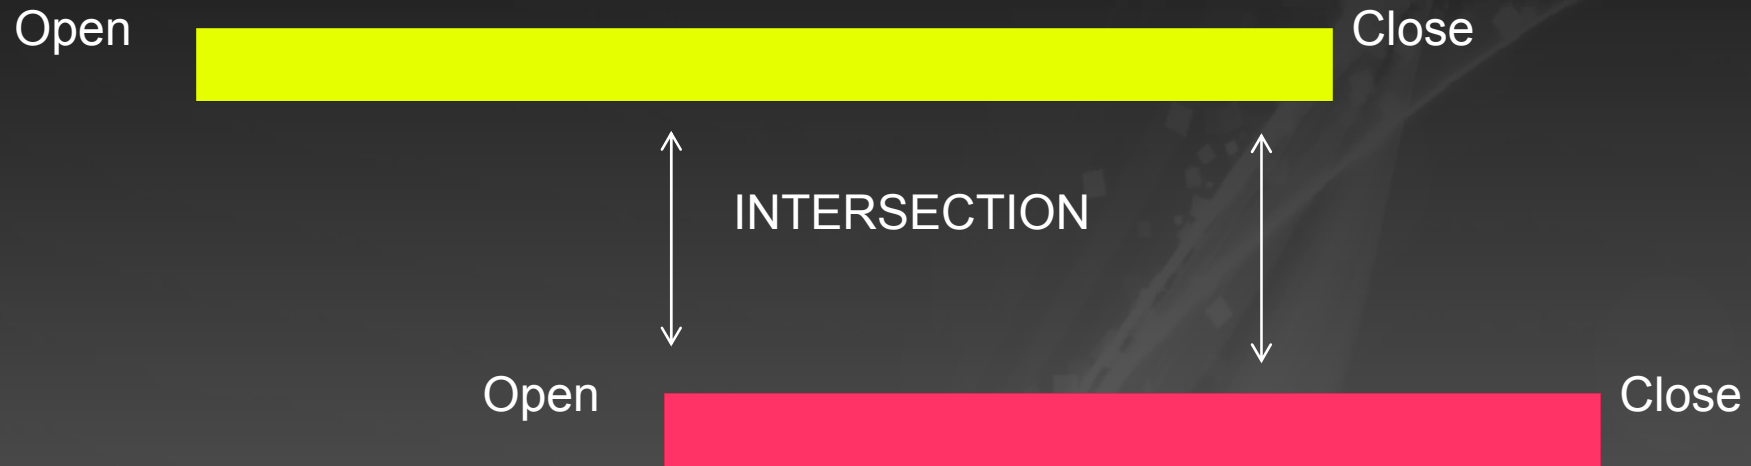 Open
Close
INTERSECTION
Open
Close